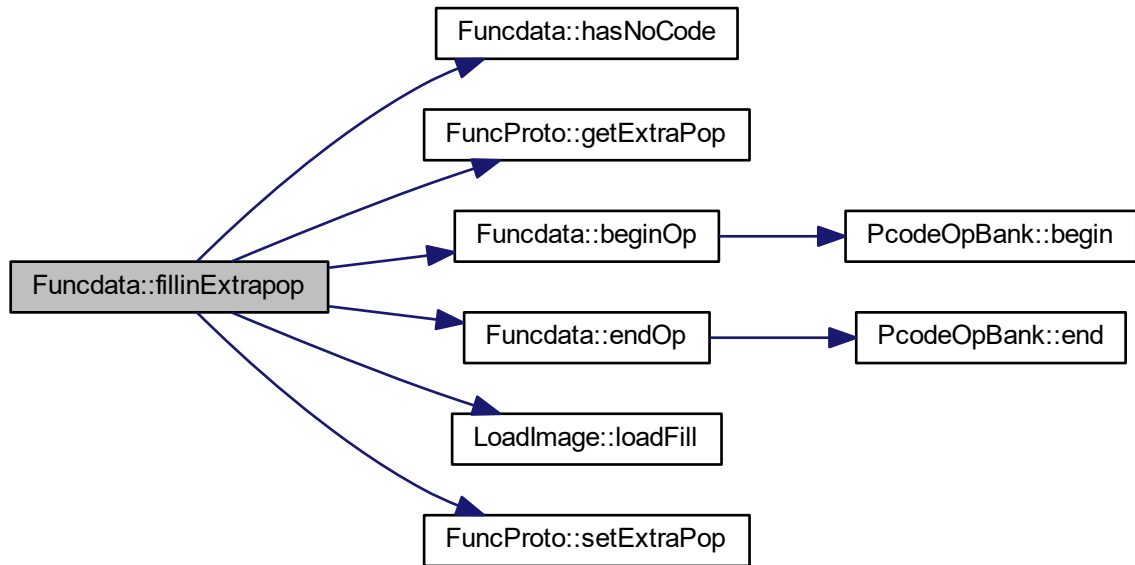 Funcdata::hasNoCode
FuncProto::getExtraPop
Funcdata::beginOp
PcodeOpBank::begin
Funcdata::fillinExtrapop
Funcdata::endOp
PcodeOpBank::end
LoadImage::loadFill
FuncProto::setExtraPop